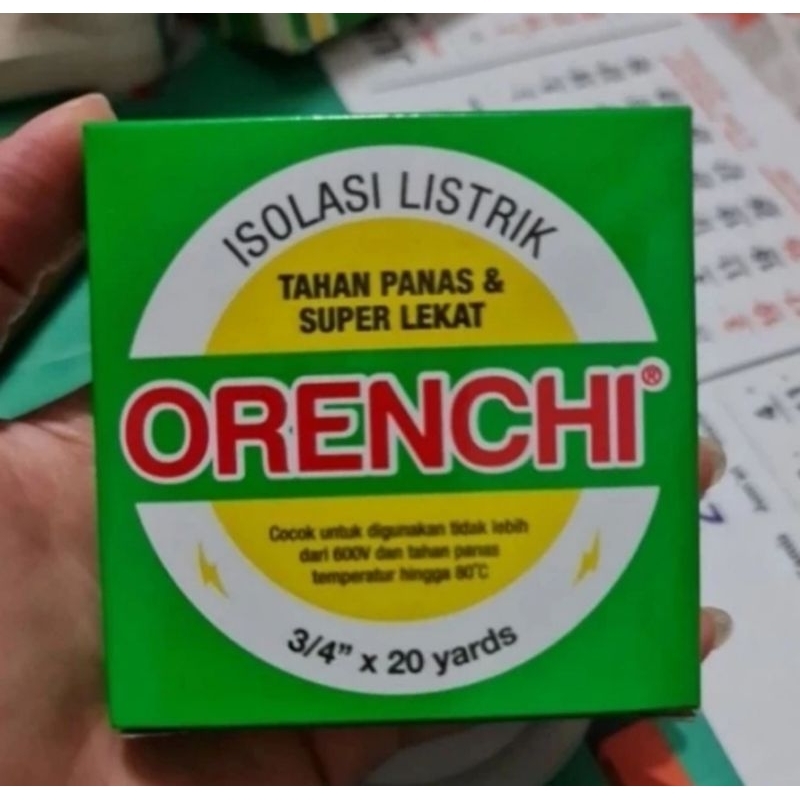 ISOLASI LISTRIK
TAHAN PANAS &
SUPER LEKAT
ORENCHI®
Cocok untuk digunakan tidak lebih
dari 600V dan tahan panas
temperatur hingga 80°C
3/4" x 20 yards